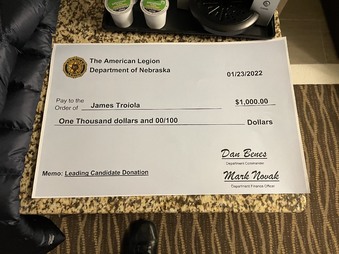 The American Legion
Department of Nebraska
01/23/2022
Pay to the
Order of James Troiola $1,000.00
One Thousand dollars and 00/100 Dollars
Dan Benes
Department Commander
Mark Novak
Department Finance Officer
Memo: Leading Candidate Donation